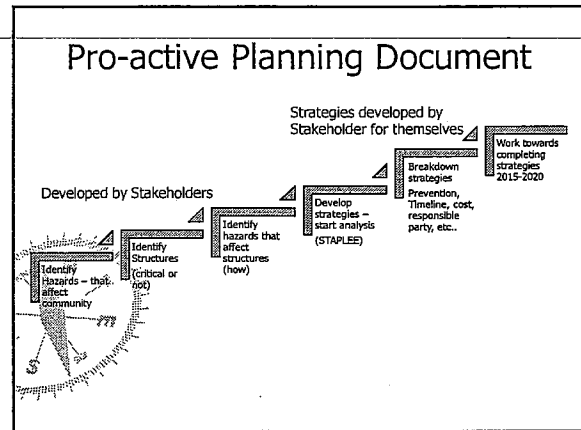 Pro-active Planning Document
Strategies developed by
Stakeholder for themselves
Developed by Stakeholders
Identify
Hazards – that
affect
community
Identify
Structures
(critical or
not)
Identify
hazards that
affect
structures
(how)
Develop
strategies –
start analysis
(STAPLEE)
Breakdown
strategies
Prevention,
Timeline, cost,
responsible
party, etc..
Work towards
completing
strategies
2015-2020
S
E